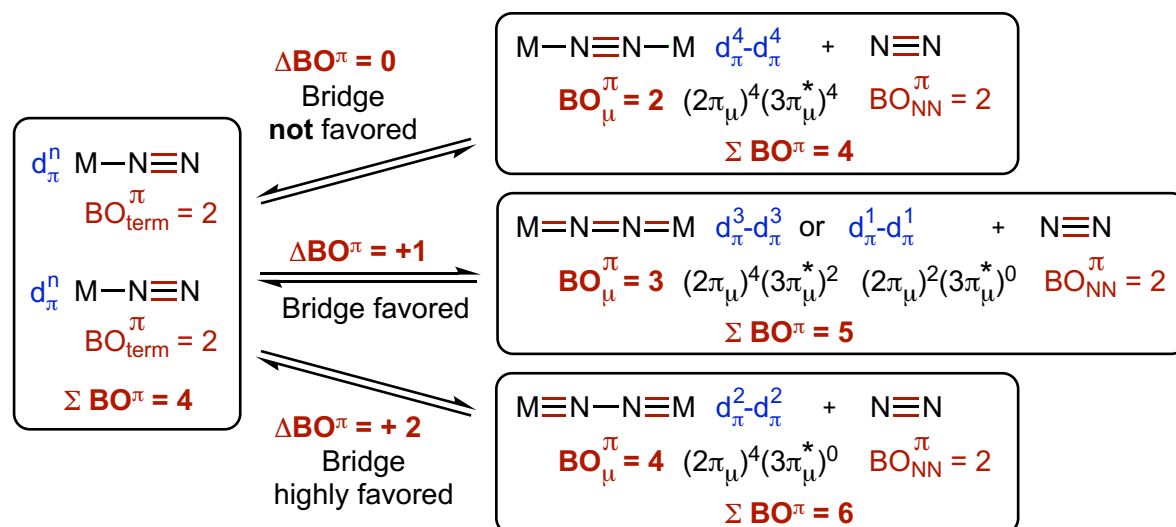 d_π^n M—N≡N
BO_term^π = 2
d_π^n M—N≡N
BO_term^π = 2
Σ BO^π = 4
ΔBO^π = 0
Bridge
not favored
ΔBO^π = +1
Bridge favored
ΔBO^π = + 2
Bridge
highly favored
M—N≡N—M d_π^4-d_π^4 + N≡N
BO_μ^π = 2 (2π_μ)^4(3π_μ^*)^4 BO_NN^π = 2
Σ BO^π = 4
M=N=N=M d_π^3-d_π^3 or d_π^1-d_π^1 + N≡N
BO_μ^π = 3 (2π_μ)^4(3π_μ^*)^2 (2π_μ)^2(3π_μ^*)^0 BO_NN^π = 2
Σ BO^π = 5
M≡N—N≡M d_π^2-d_π^2 + N≡N
BO_μ^π = 4 (2π_μ)^4(3π_μ^*)^0 BO_NN^π = 2
Σ BO^π = 6